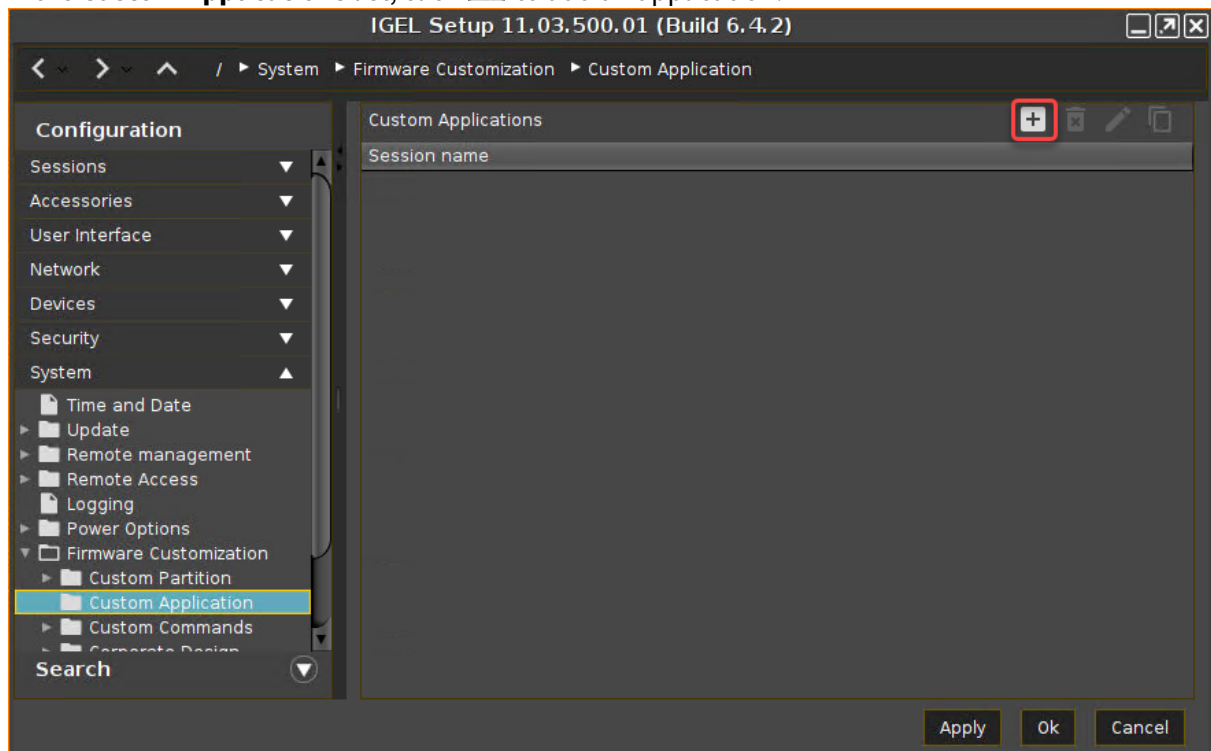 IGEL Setup 11.03.500.01 (Build 6.4.2)
/ ▸ System ▸ Firmware Customization ▸ Custom Application
Configuration
Custom Applications
Session name
Sessions
Accessories
User Interface
Network
Devices
Security
System
Time and Date
Update
Remote management
Remote Access
Logging
Power Options
Firmware Customization
Custom Partition
Custom Application
Custom Commands
Corporate Design
Search
Apply Ok Cancel